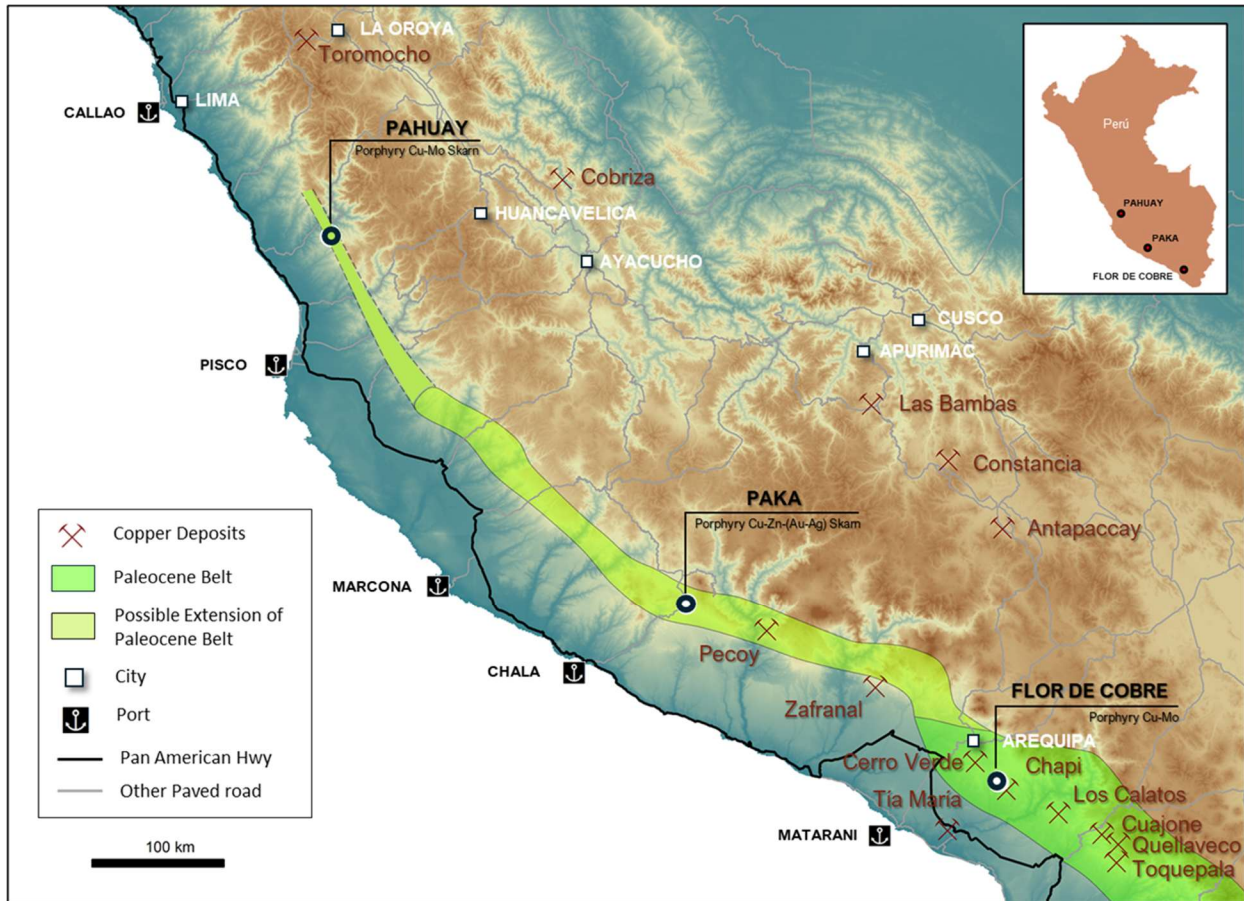 LA OROYA
Toromocho
LIMA
CALLAO
PAHUAY
Porphyry Cu-Mo Skarn
Cobriza
HUANCAVELICA
AYACUCHO
Perú
PAHUAY
PAKA
FLOR DE COBRE
CUSCO
APURIMAC
PISCO
Las Bambas
Constancia
Antapaccay
PAKA
Porphyry Cu-Zn-(Au-Ag) Skarn
MARCONA
Pecoy
CHALA
Zafranal
FLOR DE COBRE
Porphyry Cu-Mo
AREQUIPA
Cerro Verde
Chapi
Tia Maria
Los Calatos
MATARANI
Cuajone
Quellaveco
Toquepala
Copper Deposits
Paleocene Belt
Possible Extension of
Paleocene Belt
City
Port
Pan American Hwy
Other Paved road
100 km